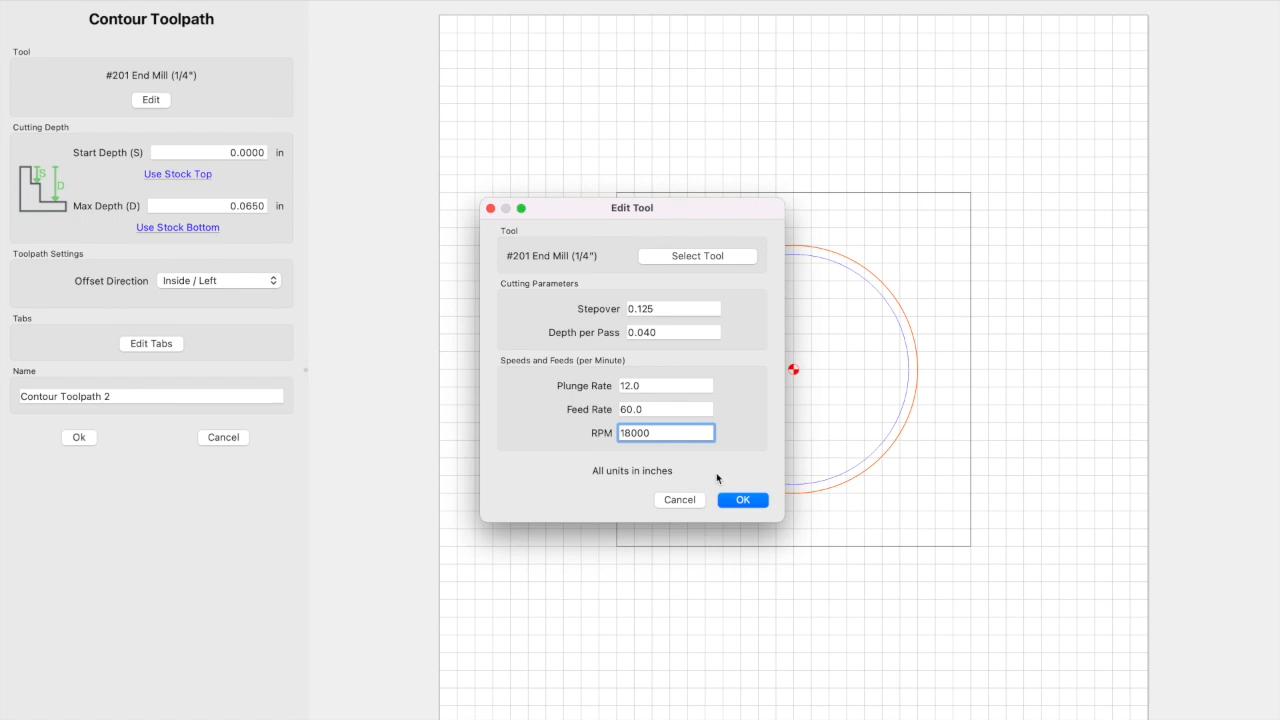 Contour Toolpath
Tool
#201 End Mill (1/4")
Edit
Cutting Depth
Start Depth (S) 0.0000 in
Use Stock Top
S
D
Max Depth (D) 0.0650 in
Use Stock Bottom
Toolpath Settings
Offset Direction Inside / Left
Tabs
Edit Tabs
Name
Contour Toolpath 2
Ok Cancel
Edit Tool
Tool
#201 End Mill (1/4") Select Tool
Cutting Parameters
Stepover 0.125
Depth per Pass 0.040
Speeds and Feeds (per Minute)
Plunge Rate 12.0
Feed Rate 60.0
RPM 18000
All units in inches
Cancel OK